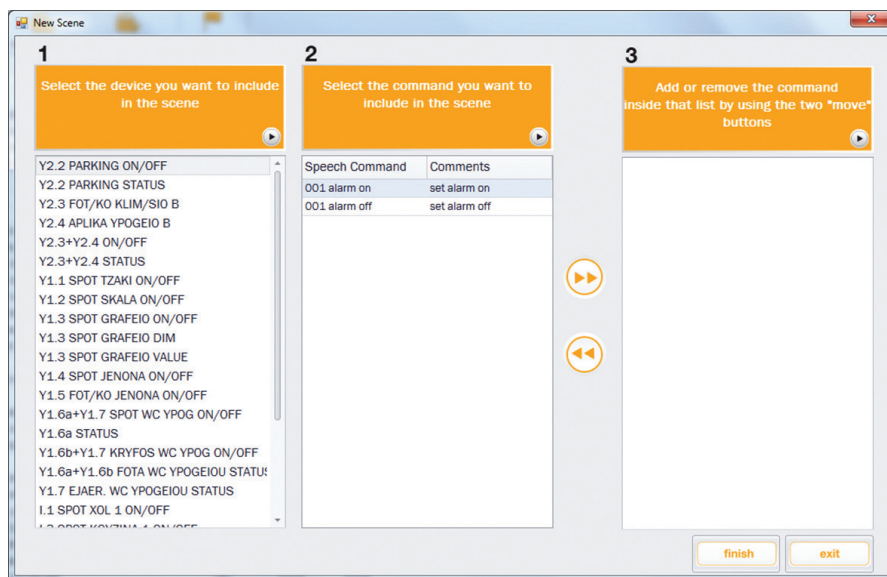 New Scene
1
Select the device you want to include
in the scene
Y2.2 PARKING ON/OFF
Y2.2 PARKING STATUS
Y2.3 FOT/KO KLIM/SIO B
Y2.4 APLIKA YPOGEIO B
Y2.3+Y2.4 ON/OFF
Y2.3+Y2.4 STATUS
Y1.1 SPOT TZAKI ON/OFF
Y1.2 SPOT SKALA ON/OFF
Y1.3 SPOT GRAFEIO ON/OFF
Y1.3 SPOT GRAFEIO DIM
Y1.3 SPOT GRAFEIO VALUE
Y1.4 SPOT JENONA ON/OFF
Y1.5 FOT/KO JENONA ON/OFF
Y1.6a+Y1.7 SPOT WC YPOG ON/OFF
Y1.6a STATUS
Y1.6b+Y1.7 KRYFOS WC YPOG ON/OFF
Y1.6a+Y1.6b FOTA WC YPOGEIOU STATUS
Y1.7 EJAER. WC YPOGEIOU STATUS
I.1 SPOT XOL 1 ON/OFF
2
Select the command you want to
include in the scene
Speech Command Comments
001 alarm on set alarm on
001 alarm off set alarm off
3
Add or remove the command
inside that list by using the two "move"
buttons
finish exit